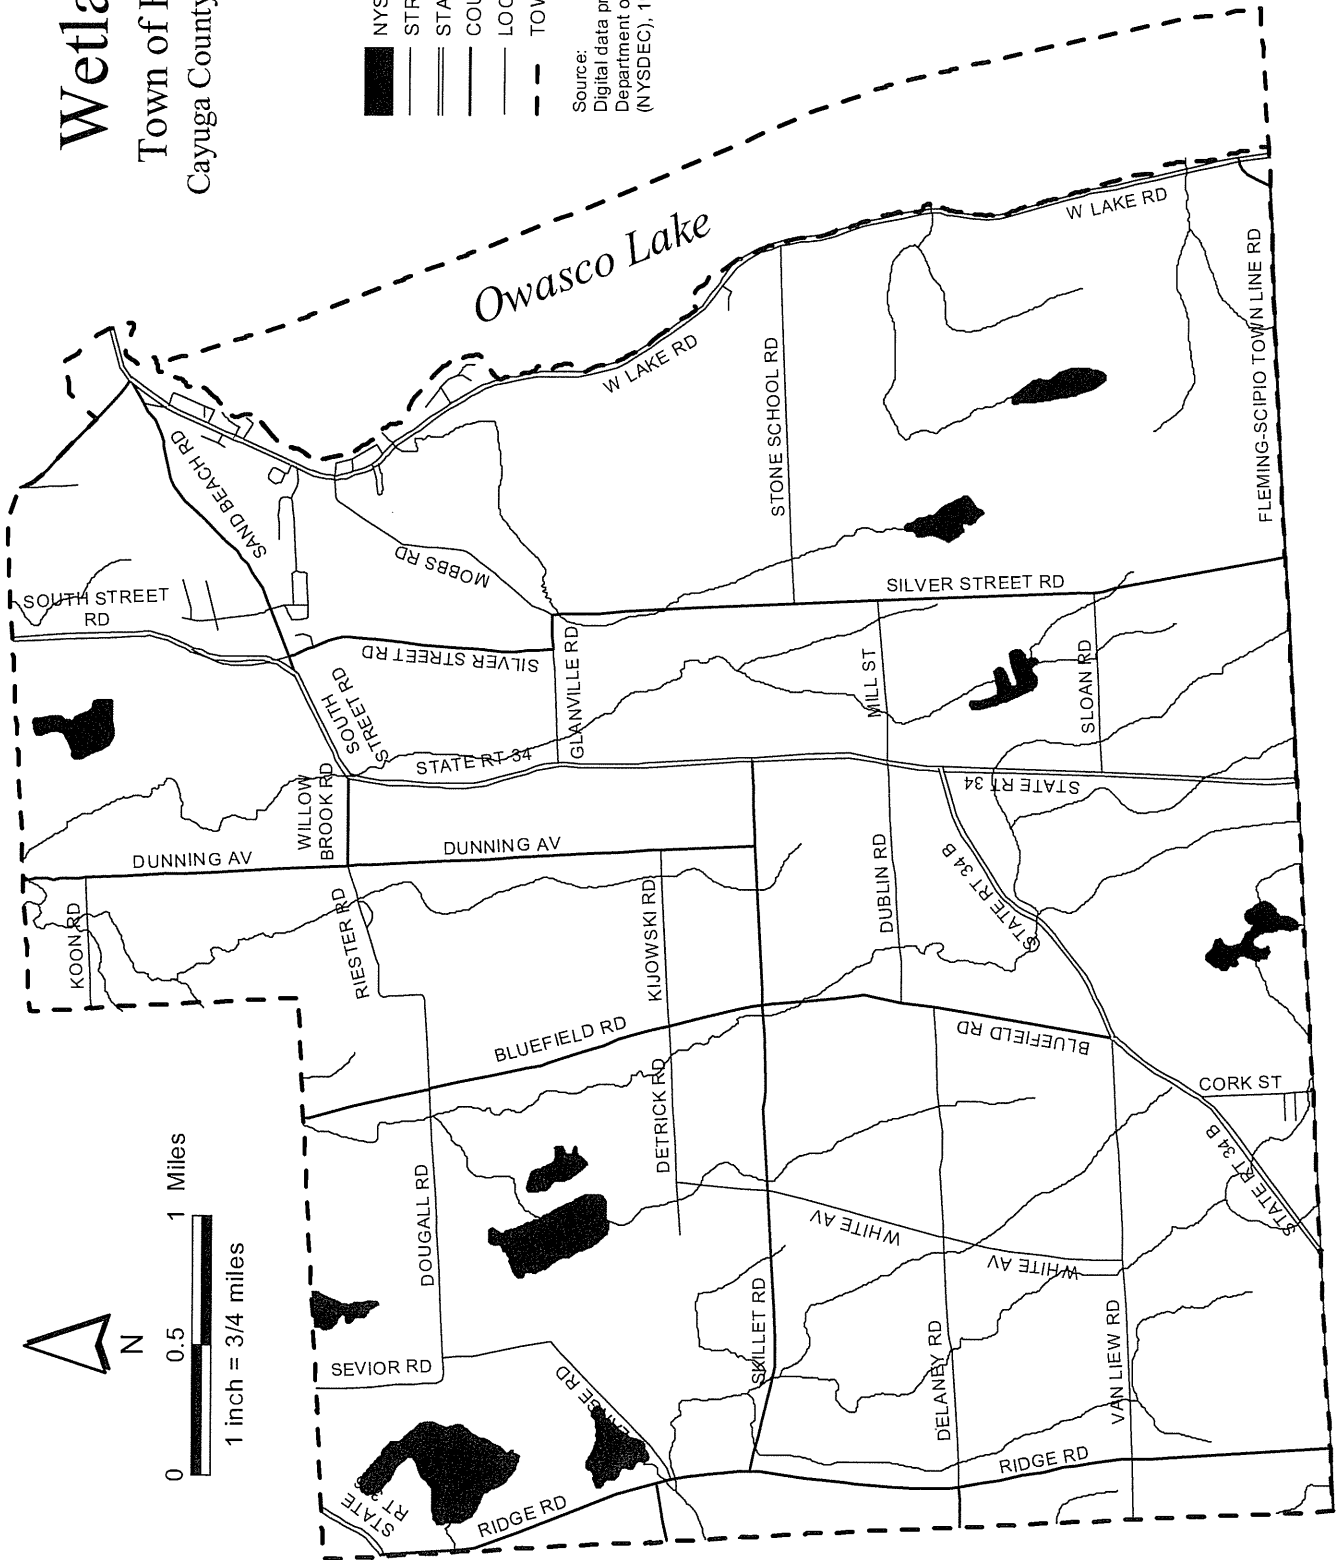 Wetla
Town of F
Cayuga County
NYS
STR
STA
COU
LOC
TOW
Source:
Digital data pr
Department o
(NYSDEC), 1
Owasco Lake
W LAKE RD
W LAKE RD
FLEMING-SCIPIO TOWN LINE RD
STONE SCHOOL RD
SAND BEACH RD
MOBBS RD
SOUTH STREET
RD
SILVER STREET RD
SILVER STREET RD
GLANVILLE RD
SOUTH
STREET RD
MILL ST
SLOAN RD
STATE RT 34
STATE RT 34
WILLOW
BROOK RD
DUNNING AV
DUNNING AV
KOON RD
RIESTER RD
KIJOWSKI RD
DUBLIN RD
STATE RT 34 B
STATE RT 34 B
BLUEFIELD RD
BLUEFIELD RD
CORK ST
DETRICK RD
DOUGALL RD
WHITE AV
WHITE AV
STATE RT 34 B
SKILLET RD
DELANEY RD
VAN LIEW RD
SEVIOR RD
RIDGE RD
RIDGE RD
STATE
N
0 0.5 1 Miles
1 inch = 3/4 miles